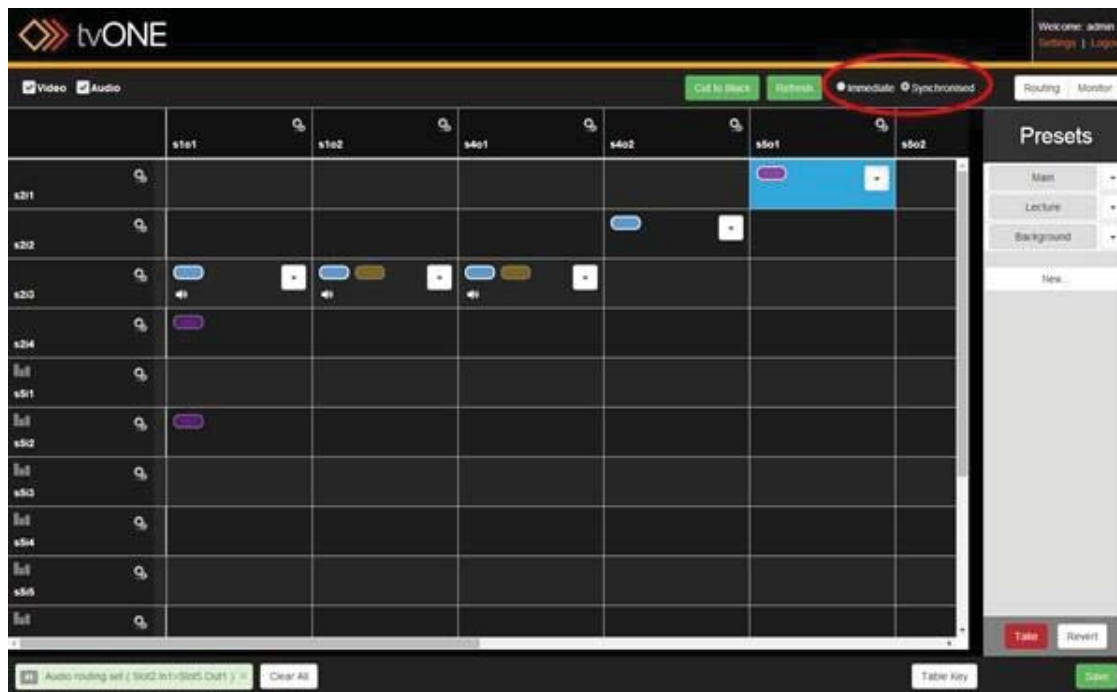 tvONE
Welcome: admin
Settings | Logout
Video Audio
Cut to Black Refresh Immediate Synchronised Routing Monitor
s1o1 s1o2 s4o1 s4o2 s5o1 s5o2
Presets
s2i1
Main
Lecture
s2i2
Background
s2i3
New...
s2i4
s5i1
s5i2
s5i3
s5i4
s5i5
Take Revert
Audio routing set ( Slot2.In1>Slot5.Out1 ) × Clear All Table Key Save